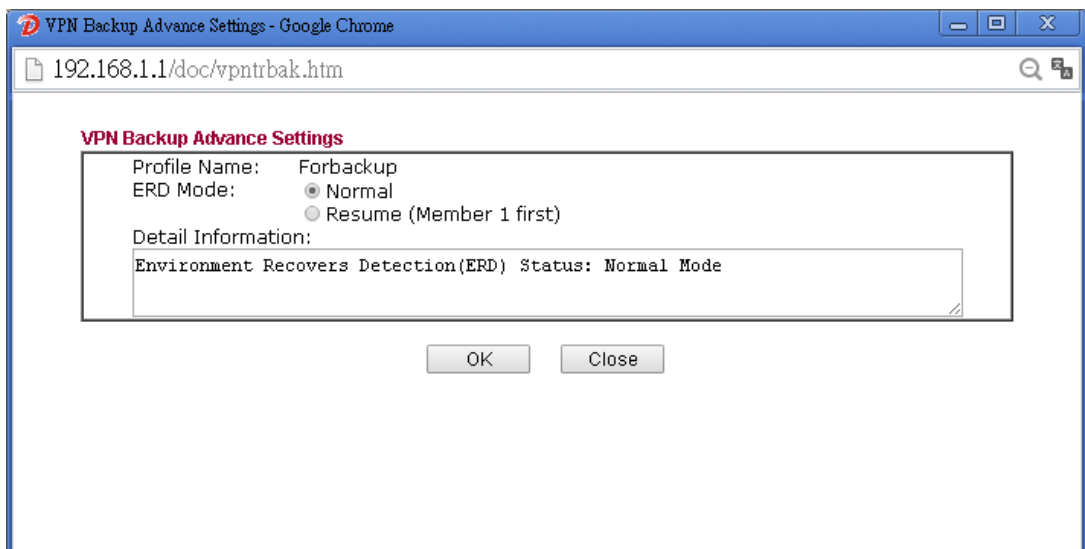 VPN Backup Advance Settings - Google Chrome
192.168.1.1/doc/vpntrbak.htm
VPN Backup Advance Settings
Profile Name: Forbackup
ERD Mode: Normal
Resume (Member 1 first)
Detail Information:
Environment Recovers Detection(ERD) Status: Normal Mode
OK Close